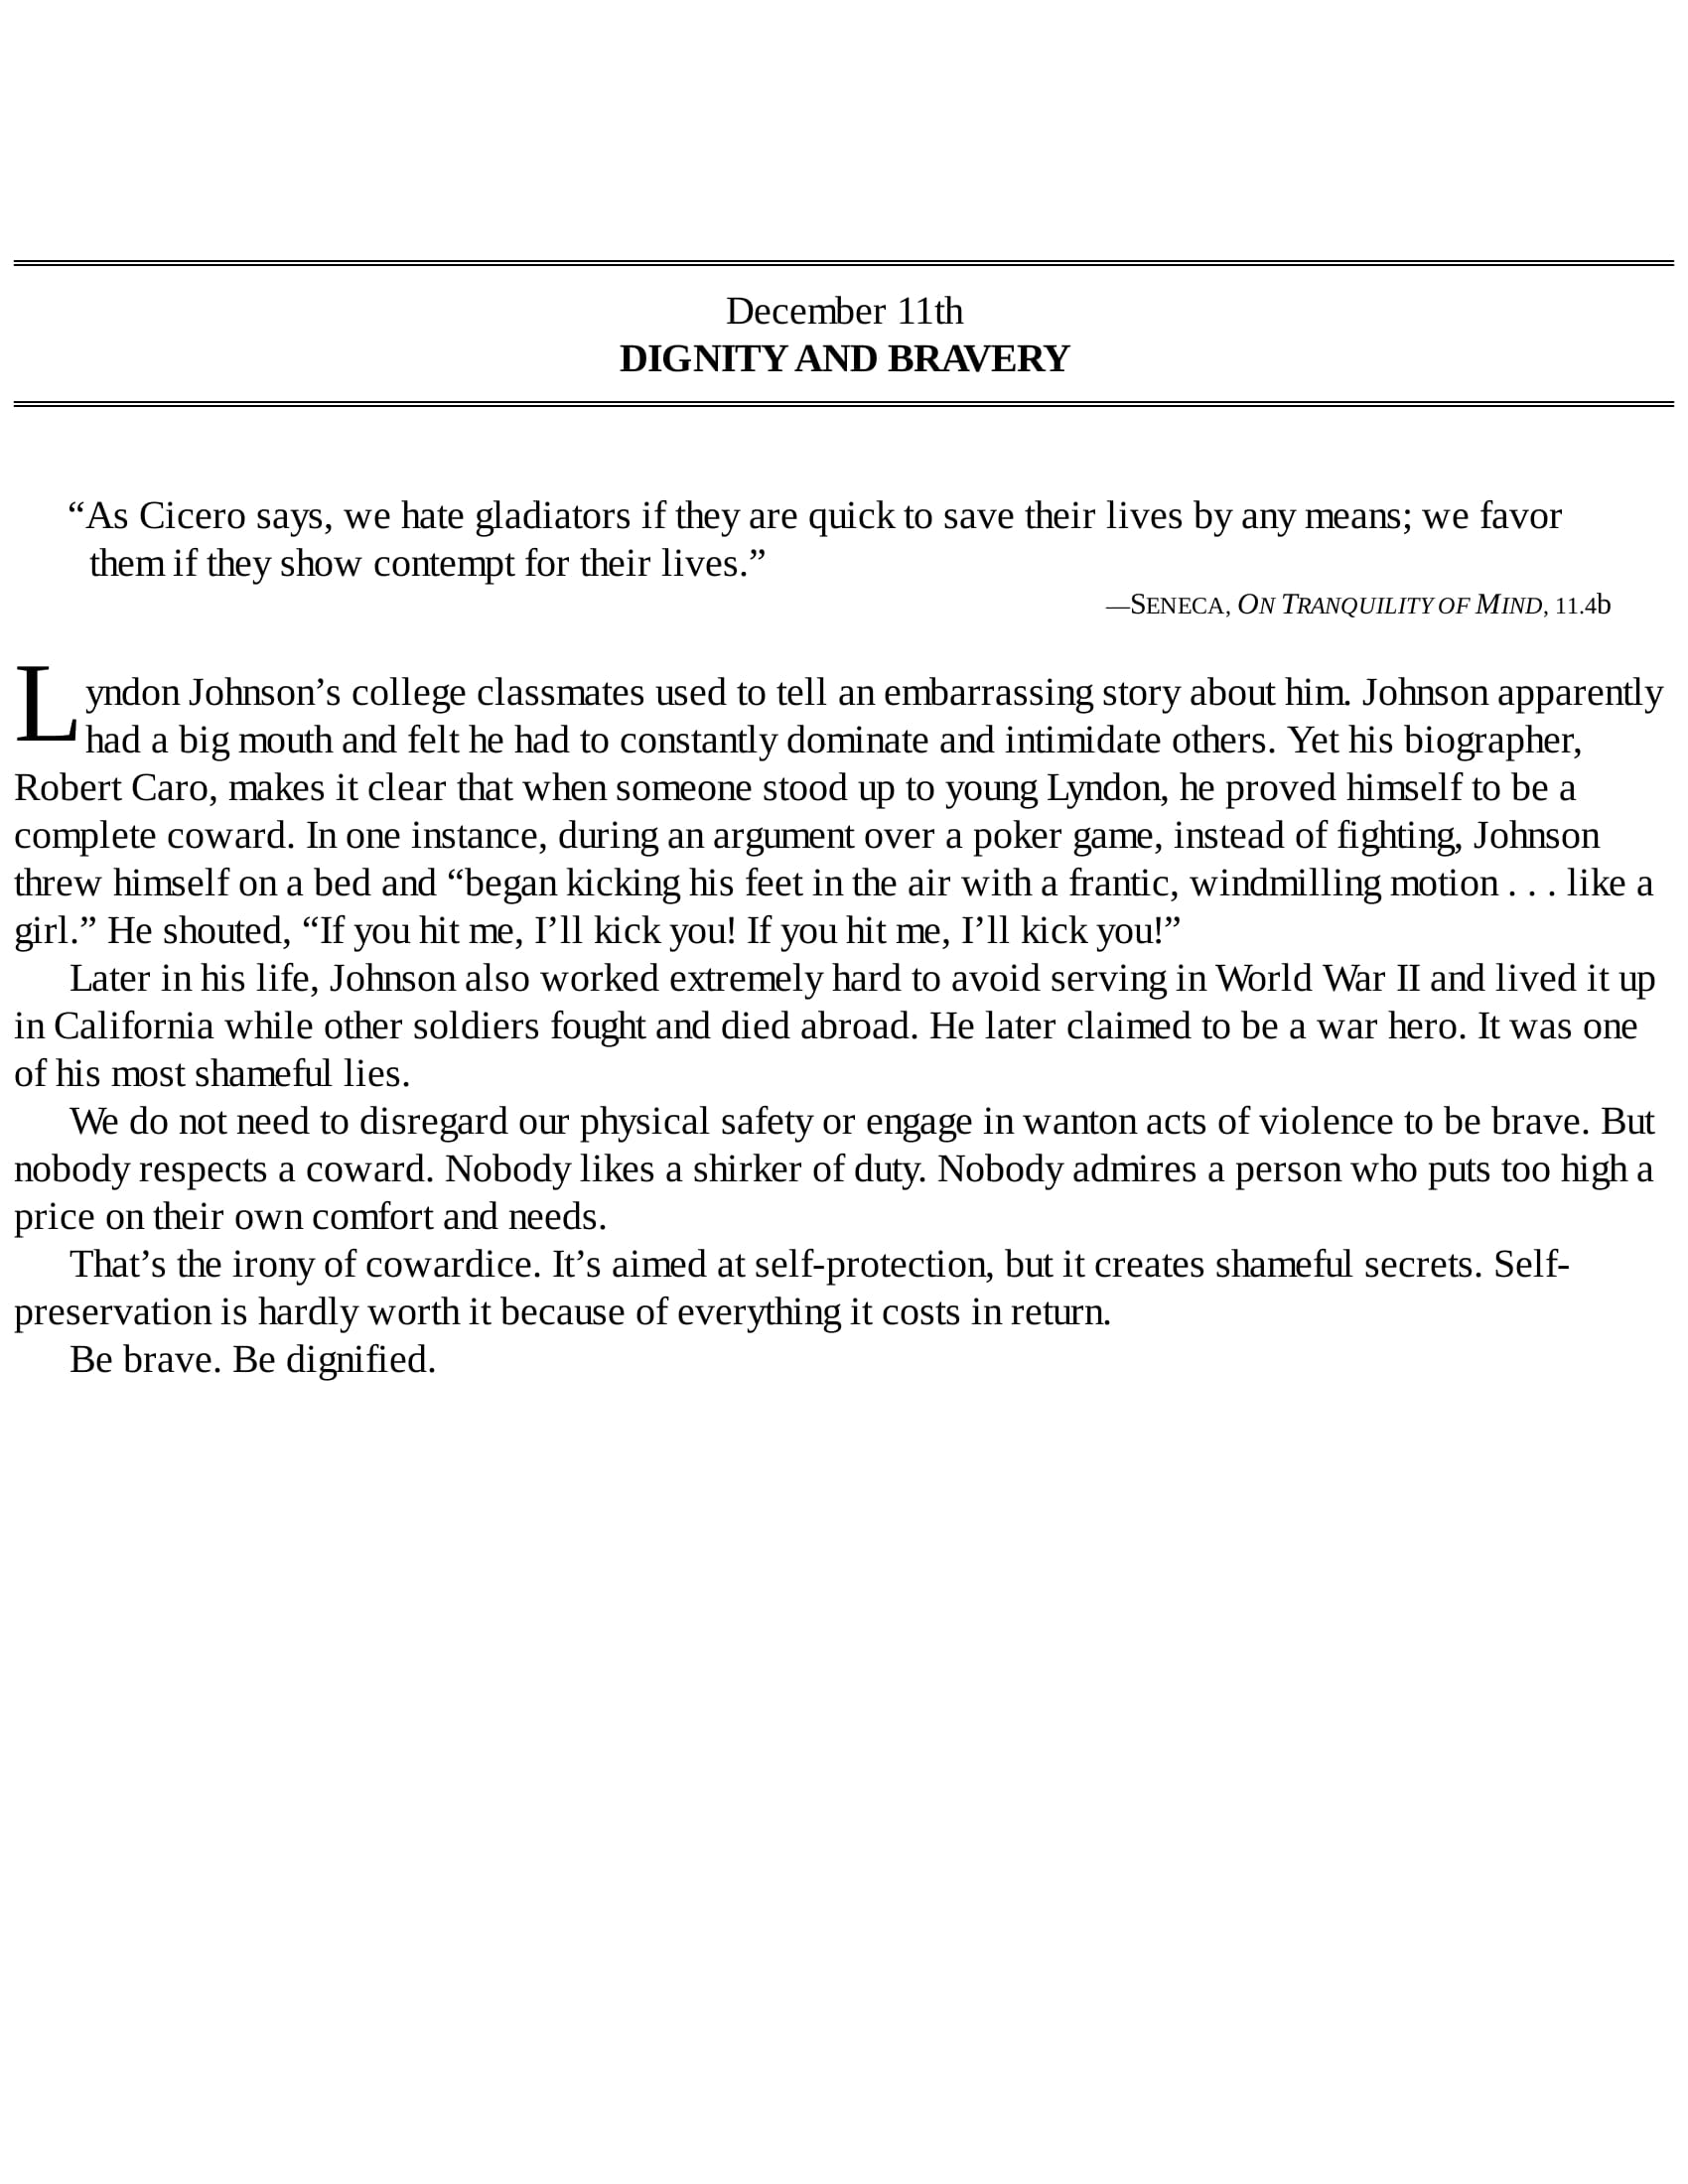 December 11th
DIGNITY AND BRAVERY
“As Cicero says, we hate gladiators if they are quick to save their lives by any means; we favor
them if they show contempt for their lives.”
—SENECA, ON TRANQUILITY OF MIND, 11.4b
Lyndon Johnson’s college classmates used to tell an embarrassing story about him. Johnson apparently
had a big mouth and felt he had to constantly dominate and intimidate others. Yet his biographer,
Robert Caro, makes it clear that when someone stood up to young Lyndon, he proved himself to be a
complete coward. In one instance, during an argument over a poker game, instead of fighting, Johnson
threw himself on a bed and “began kicking his feet in the air with a frantic, windmilling motion . . . like a
girl.” He shouted, “If you hit me, I’ll kick you! If you hit me, I’ll kick you!”
Later in his life, Johnson also worked extremely hard to avoid serving in World War II and lived it up
in California while other soldiers fought and died abroad. He later claimed to be a war hero. It was one
of his most shameful lies.
We do not need to disregard our physical safety or engage in wanton acts of violence to be brave. But
nobody respects a coward. Nobody likes a shirker of duty. Nobody admires a person who puts too high a
price on their own comfort and needs.
That’s the irony of cowardice. It’s aimed at self-protection, but it creates shameful secrets. Self-
preservation is hardly worth it because of everything it costs in return.
Be brave. Be dignified.